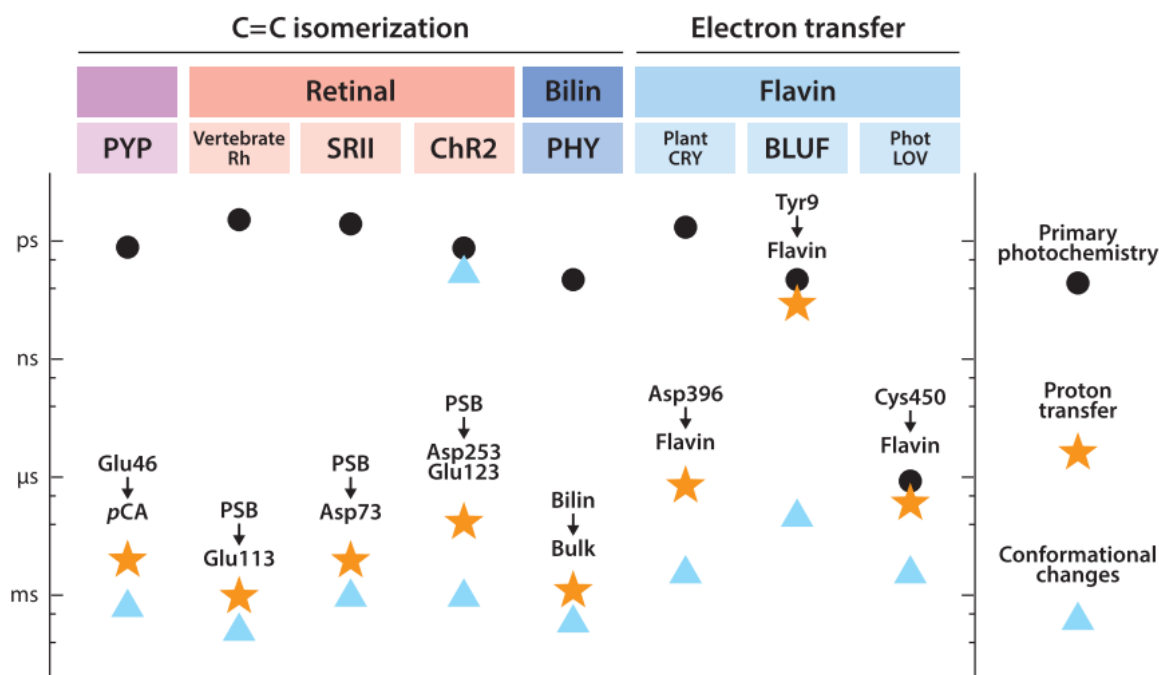 C=C isomerization
Electron transfer
Retinal
Bilin
Flavin
PYP
Vertebrate
Rh
SRII
ChR2
PHY
Plant
CRY
BLUF
Phot
LOV
ps
ns
μs
ms
Glu46
pCA
PSB
Glu113
PSB
Asp73
PSB
Asp253
Glu123
Bilin
Bulk
Asp396
Flavin
Tyr9
Flavin
Cys450
Flavin
Primary
photochemistry
Proton
transfer
Conformational
changes